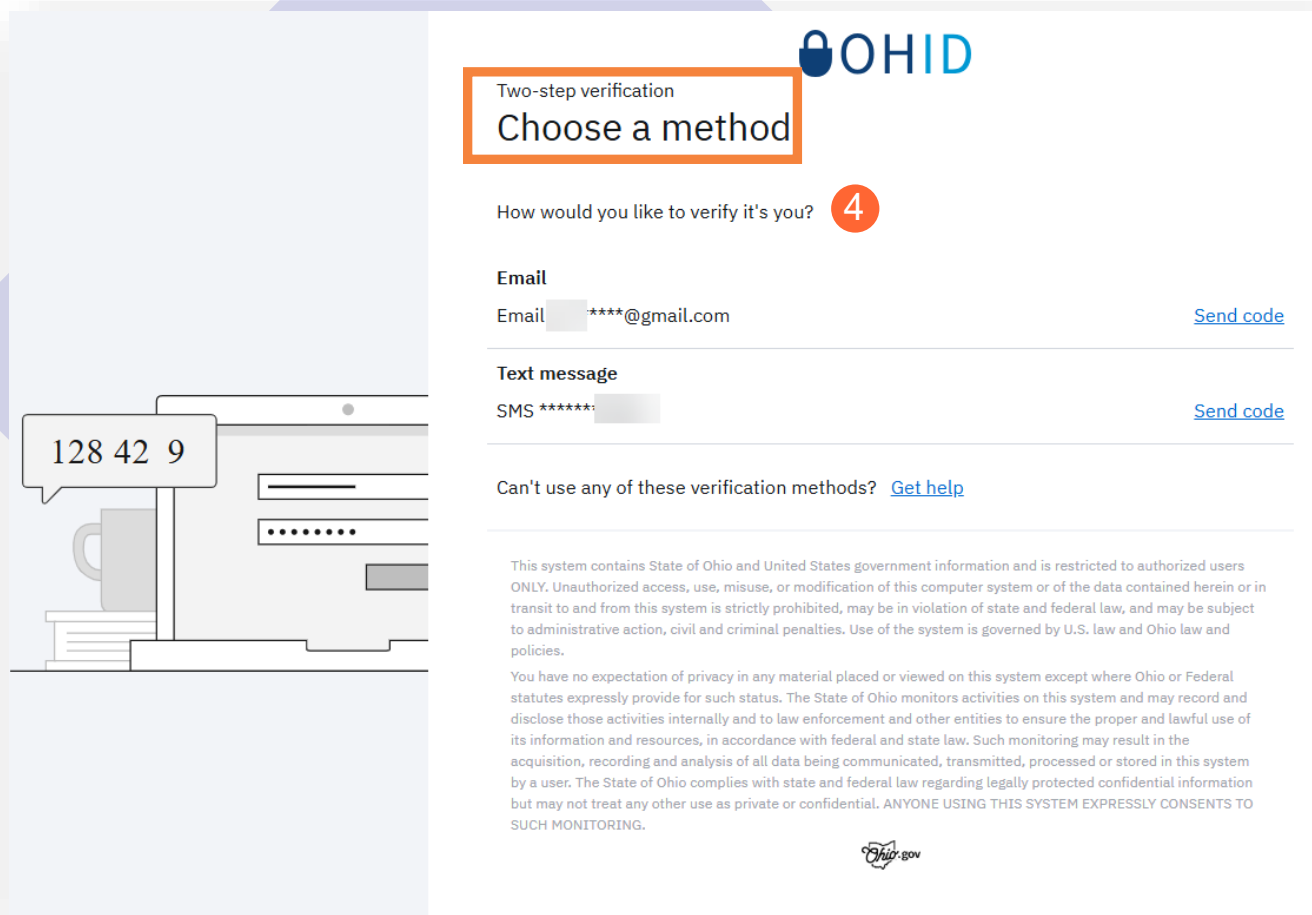 OHID
Two-step verification
Choose a method
How would you like to verify it's you? 4
Email
Email ****@gmail.com Send code
Text message
SMS ******* Send code
128 42 9
Can't use any of these verification methods? Get help
This system contains State of Ohio and United States government information and is restricted to authorized users
ONLY. Unauthorized access, use, misuse, or modification of this computer system or of the data contained herein or in
transit to and from this system is strictly prohibited, may be in violation of state and federal law, and may be subject
to administrative action, civil and criminal penalties. Use of the system is governed by U.S. law and Ohio law and
policies.
You have no expectation of privacy in any material placed or viewed on this system except where Ohio or Federal
statutes expressly provide for such status. The State of Ohio monitors activities on this system and may record and
disclose those activities internally and to law enforcement and other entities to ensure the proper and lawful use of
its information and resources, in accordance with federal and state law. Such monitoring may result in the
acquisition, recording and analysis of all data being communicated, transmitted, processed or stored in this system
by a user. The State of Ohio complies with state and federal law regarding legally protected confidential information
but may not treat any other use as private or confidential. ANYONE USING THIS SYSTEM EXPRESSLY CONSENTS TO
SUCH MONITORING.
Ohio.gov